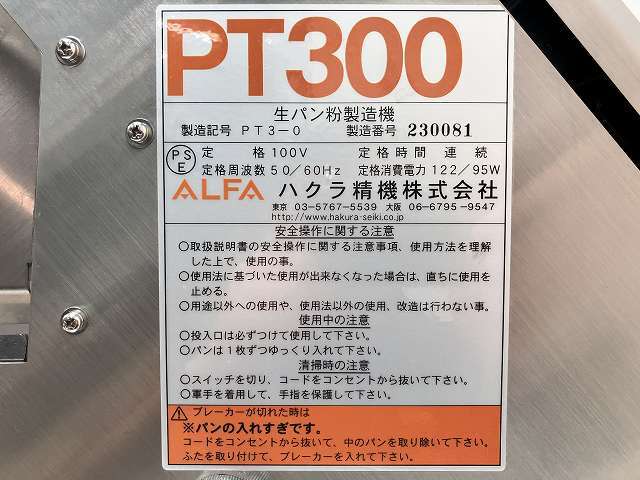 PT300
生パン粉製造機
製造記号 PT3-0 製造番号 230081
PSE 定 格 100V 定格時間 連 続
定格周波数 50/60Hz 定格消費電力 122/95W
ALFA ハクラ精機株式会社
東京 03-5767-5539 大阪 06-6795-9547
http://www.hakura-seiki.co.jp
安全操作に関する注意
○取扱説明書の安全操作に関する注意事項、使用方法を理解
した上で、使用の事。
○使用法に基づいた使用が出来なくなった場合は、直ちに使用を
止める。
○用途以外への使用や、使用法以外の使用、改造は行わない事。
使用中の注意
○投入口は必ずつけて使用して下さい。
○パンは1枚ずつゆっくり入れて下さい。
清掃時の注意
○スイッチを切り、コードをコンセントから抜いて下さい。
○軍手を着用して、手指を保護して下さい。
ブレーカーが切れた時は
※パンの入れすぎです。
コードをコンセントから抜いて、中のパンを取り除いて下さい。
ふたを取り付けて、ブレーカーを入れて下さい。